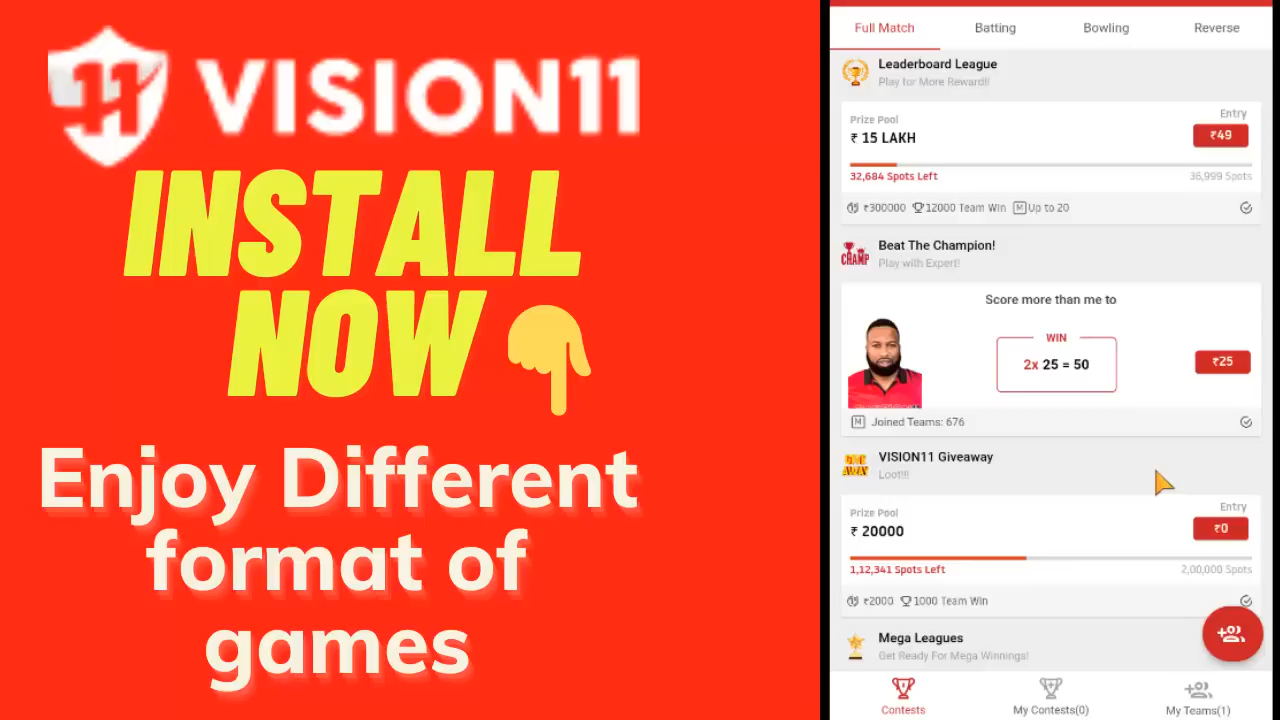 VISION11
INSTALL
NOW
Enjoy Different
format of
games
Full Match Batting Bowling Reverse
Leaderboard League
Play for More Reward!!
Prize Pool Entry
₹ 15 LAKH ₹49
32,684 Spots Left 36,999 Spots
₹300000 12000 Team Win M Up to 20
Beat The Champion!
CHAMP Play with Expert!
Score more than me to
WIN
2x 25 = 50 ₹25
M Joined Teams: 676
VISION11 Giveaway
Loot!!!
Prize Pool Entry
₹ 20000 ₹0
1,12,341 Spots Left 2,00,000 Spots
₹2000 1000 Team Win
Mega Leagues
Get Ready For Mega Winnings!
Contests My Contests(0) My Teams(1)